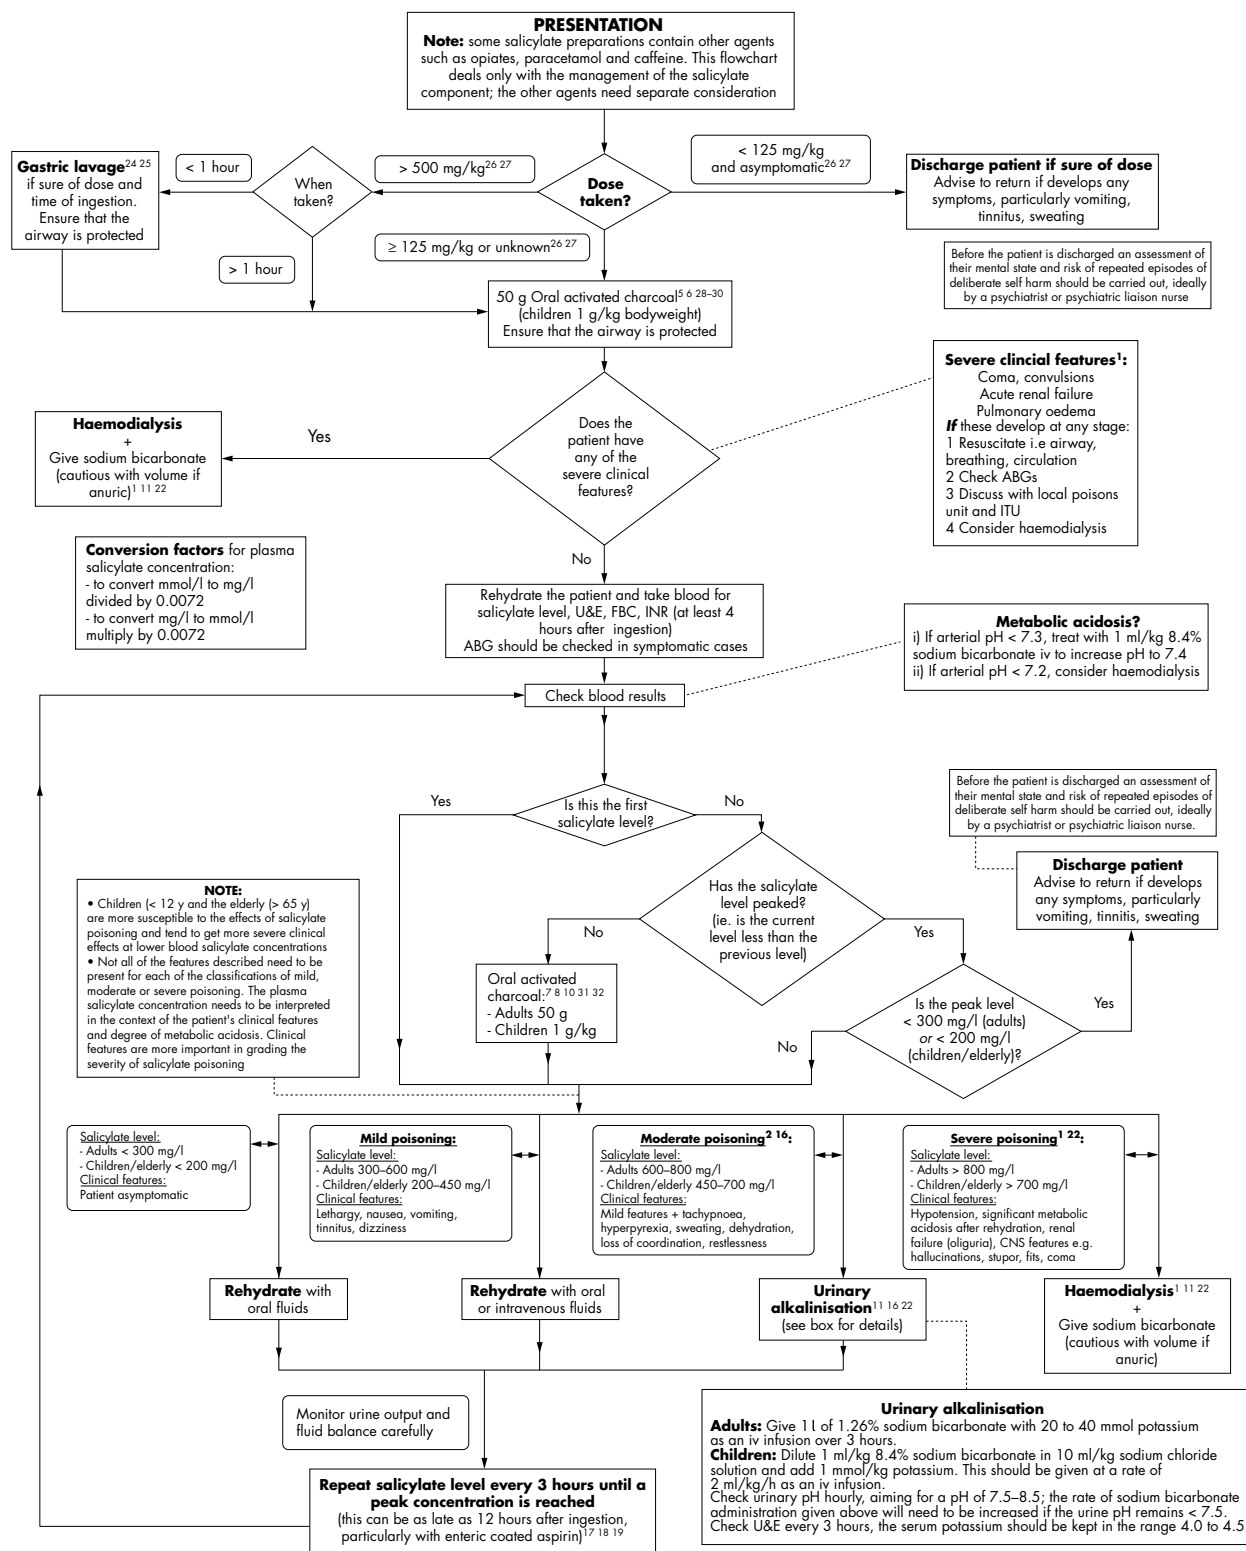 PRESENTATION
Note: some salicylate preparations contain other agents
such as opiates, paracetamol and caffeine. This flowchart
deals only with the management of the salicylate
component; the other agents need separate consideration
Gastric lavage24 25
if sure of dose and
time of ingestion.
Ensure that the
airway is protected
< 1 hour
When
taken?
> 500 mg/kg26 27
Dose
taken?
< 125 mg/kg
and asymptomatic26 27
Discharge patient if sure of dose
Advise to return if develops any
symptoms, particularly vomiting,
tinnitus, sweating
≥ 125 mg/kg or unknown26 27
> 1 hour
Before the patient is discharged an assessment of
their mental state and risk of repeated episodes of
deliberate self harm should be carried out, ideally
by a psychiatrist or psychiatric liaison nurse
50 g Oral activated charcoal5 6 28–30
(children 1 g/kg bodyweight)
Ensure that the airway is protected
Severe clincial features1:
Coma, convulsions
Acute renal failure
Pulmonary oedema
If these develop at any stage:
1 Resuscitate i.e airway,
breathing, circulation
2 Check ABGs
3 Discuss with local poisons
unit and ITU
4 Consider haemodialysis
Does the
patient have
any of the
severe clinical
features?
Yes
Haemodialysis
+
Give sodium bicarbonate
(cautious with volume if
anuric)1 11 22
No
Conversion factors for plasma
salicylate concentration:
- to convert mmol/l to mg/l
divided by 0.0072
- to convert mg/l to mmol/l
multiply by 0.0072
Rehydrate the patient and take blood for
salicylate level, U&E, FBC, INR (at least 4
hours after ingestion)
ABG should be checked in symptomatic cases
Metabolic acidosis?
i) If arterial pH < 7.3, treat with 1 ml/kg 8.4%
sodium bicarbonate iv to increase pH to 7.4
ii) If arterial pH < 7.2, consider haemodialysis
Check blood results
Is this the first
salicylate level?
Yes
No
Before the patient is discharged an assessment of
their mental state and risk of repeated episodes of
deliberate self harm should be carried out, ideally
by a psychiatrist or psychiatric liaison nurse.
Discharge patient
Advise to return if develops
any symptoms, particularly
vomiting, tinnitis, sweating
Has the salicylate
level peaked?
(ie. is the current
level less than the
previous level)
No
Yes
NOTE:
• Children (< 12 y and the elderly (> 65 y)
are more susceptible to the effects of salicylate
poisoning and tend to get more severe clinical
effects at lower blood salicylate concentrations
• Not all of the features described need to be
present for each of the classifications of mild,
moderate or severe poisoning. The plasma
salicylate concentration needs to be interpreted
in the context of the patient's clinical features
and degree of metabolic acidosis. Clinical
features are more important in grading the
severity of salicylate poisoning
Oral activated
charcoal:7 8 10 31 32
- Adults 50 g
- Children 1 g/kg
Is the peak level
< 300 mg/l (adults)
or < 200 mg/l
(children/elderly)?
Yes
No
Salicylate level:
- Adults < 300 mg/l
- Children/elderly < 200 mg/l
Clinical features:
Patient asymptomatic
Mild poisoning:
Salicylate level:
- Adults 300–600 mg/l
- Children/elderly 200–450 mg/l
Clinical features:
Lethargy, nausea, vomiting,
tinnitus, dizziness
Moderate poisoning2 16:
Salicylate level:
- Adults 600–800 mg/l
- Children/elderly 450–700 mg/l
Clinical features:
Mild features + tachypnoea,
hyperpyrexia, sweating, dehydration,
loss of coordination, restlessness
Severe poisoning1 22:
Salicylate level:
- Adults > 800 mg/l
- Children/elderly > 700 mg/l
Clinical features:
Hypotension, significant metabolic
acidosis after rehydration, renal
failure (oliguria), CNS features e.g.
hallucinations, stupor, fits, coma
Rehydrate with
oral fluids
Rehydrate with oral
or intravenous fluids
Urinary
alkalinisation11 16 22
(see box for details)
Haemodialysis1 11 22
+
Give sodium bicarbonate
(cautious with volume if
anuric)
Monitor urine output and
fluid balance carefully
Urinary alkalinisation
Adults: Give 1 l of 1.26% sodium bicarbonate with 20 to 40 mmol potassium
as an iv infusion over 3 hours.
Children: Dilute 1 ml/kg 8.4% sodium bicarbonate in 10 ml/kg sodium chloride
solution and add 1 mmol/kg potassium. This should be given at a rate of
2 ml/kg/h as an iv infusion.
Check urinary pH hourly, aiming for a pH of 7.5–8.5; the rate of sodium bicarbonate
administration given above will need to be increased if the urine pH remains < 7.5.
Check U&E every 3 hours, the serum potassium should be kept in the range 4.0 to 4.5
Repeat salicylate level every 3 hours until a
peak concentration is reached
(this can be as late as 12 hours after ingestion,
particularly with enteric coated aspirin)17 18 19